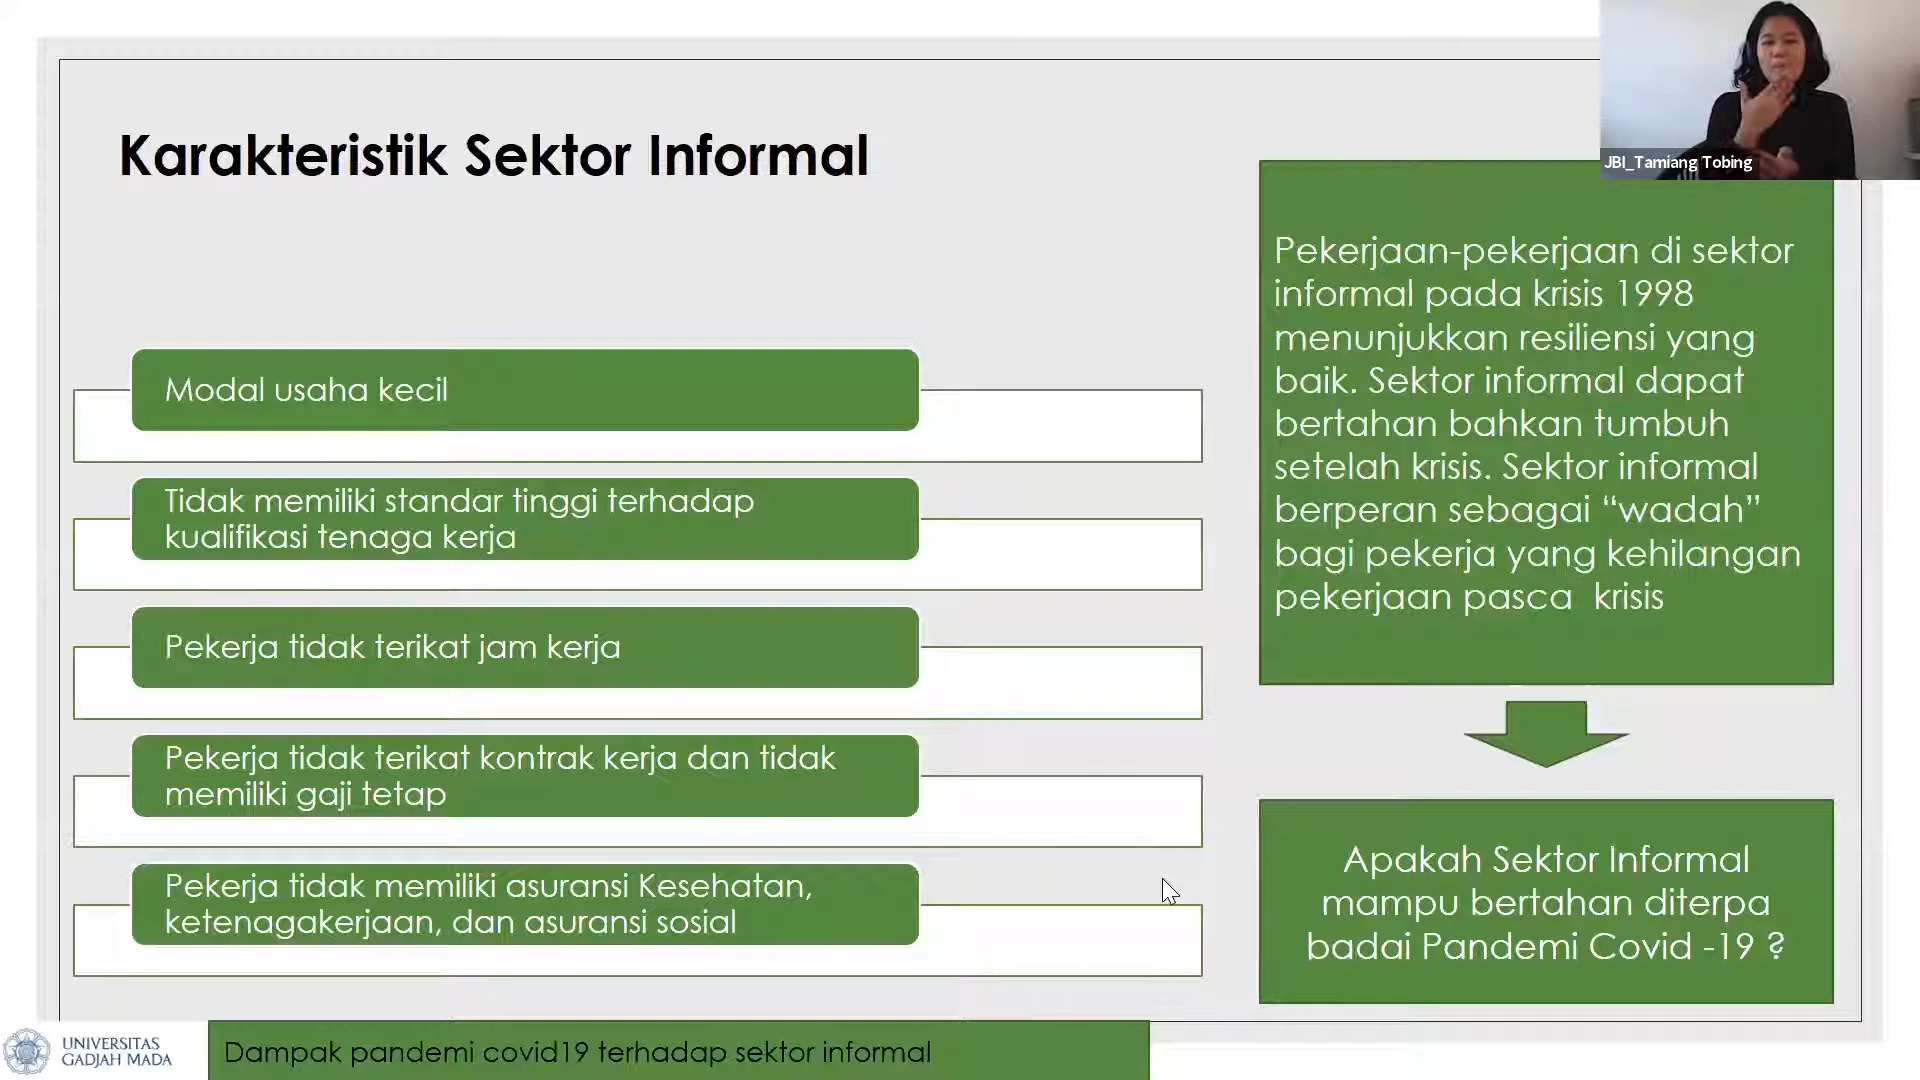 Karakteristik Sektor Informal
Modal usaha kecil
Tidak memiliki standar tinggi terhadap
kualifikasi tenaga kerja
Pekerja tidak terikat jam kerja
Pekerja tidak terikat kontrak kerja dan tidak
memiliki gaji tetap
Pekerja tidak memiliki asuransi Kesehatan,
ketenagakerjaan, dan asuransi sosial
JBI_Tamiang Tobing
Pekerjaan-pekerjaan di sektor
informal pada krisis 1998
menunjukkan resiliensi yang
baik. Sektor informal dapat
bertahan bahkan tumbuh
setelah krisis. Sektor informal
berperan sebagai “wadah”
bagi pekerja yang kehilangan
pekerjaan pasca  krisis
Apakah Sektor Informal
mampu bertahan diterpa
badai Pandemi Covid -19 ?
UNIVERSITAS
GADJAH MADA
Dampak pandemi covid19 terhadap sektor informal